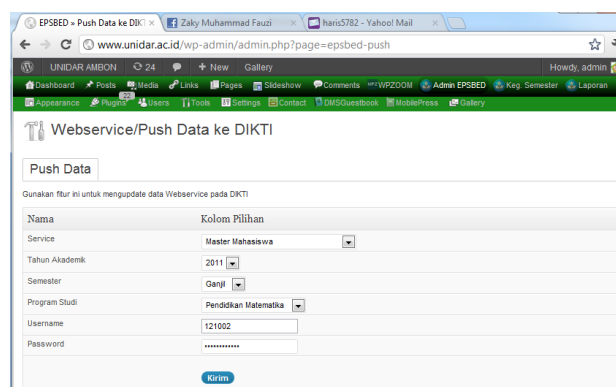 EPSBED » Push Data ke DIKT
Zaky Muhammad Fauzi
haris5782 - Yahoo! Mail
www.unidar.ac.id/wp-admin/admin.php?page=epsbed-push
UNIDAR AMBON 24 + New Gallery Howdy, admin
Dashboard Posts Media Links Pages Slideshow Comments WPZOOM Admin EPSBED Keg. Semester Laporan
Appearance Plugins 22 Users Tools Settings Contact DMSGuestbook MobilePress Gallery
Webservice/Push Data ke DIKTI
Push Data
Gunakan fitur ini untuk mengupdate data Webservice pada DIKTI
Nama Kolom Pilihan
Service Master Mahasiswa
Tahun Akademik 2011
Semester Ganjil
Program Studi Pendidikan Matematika
Username 121002
Password ••••••••••••
Kirim